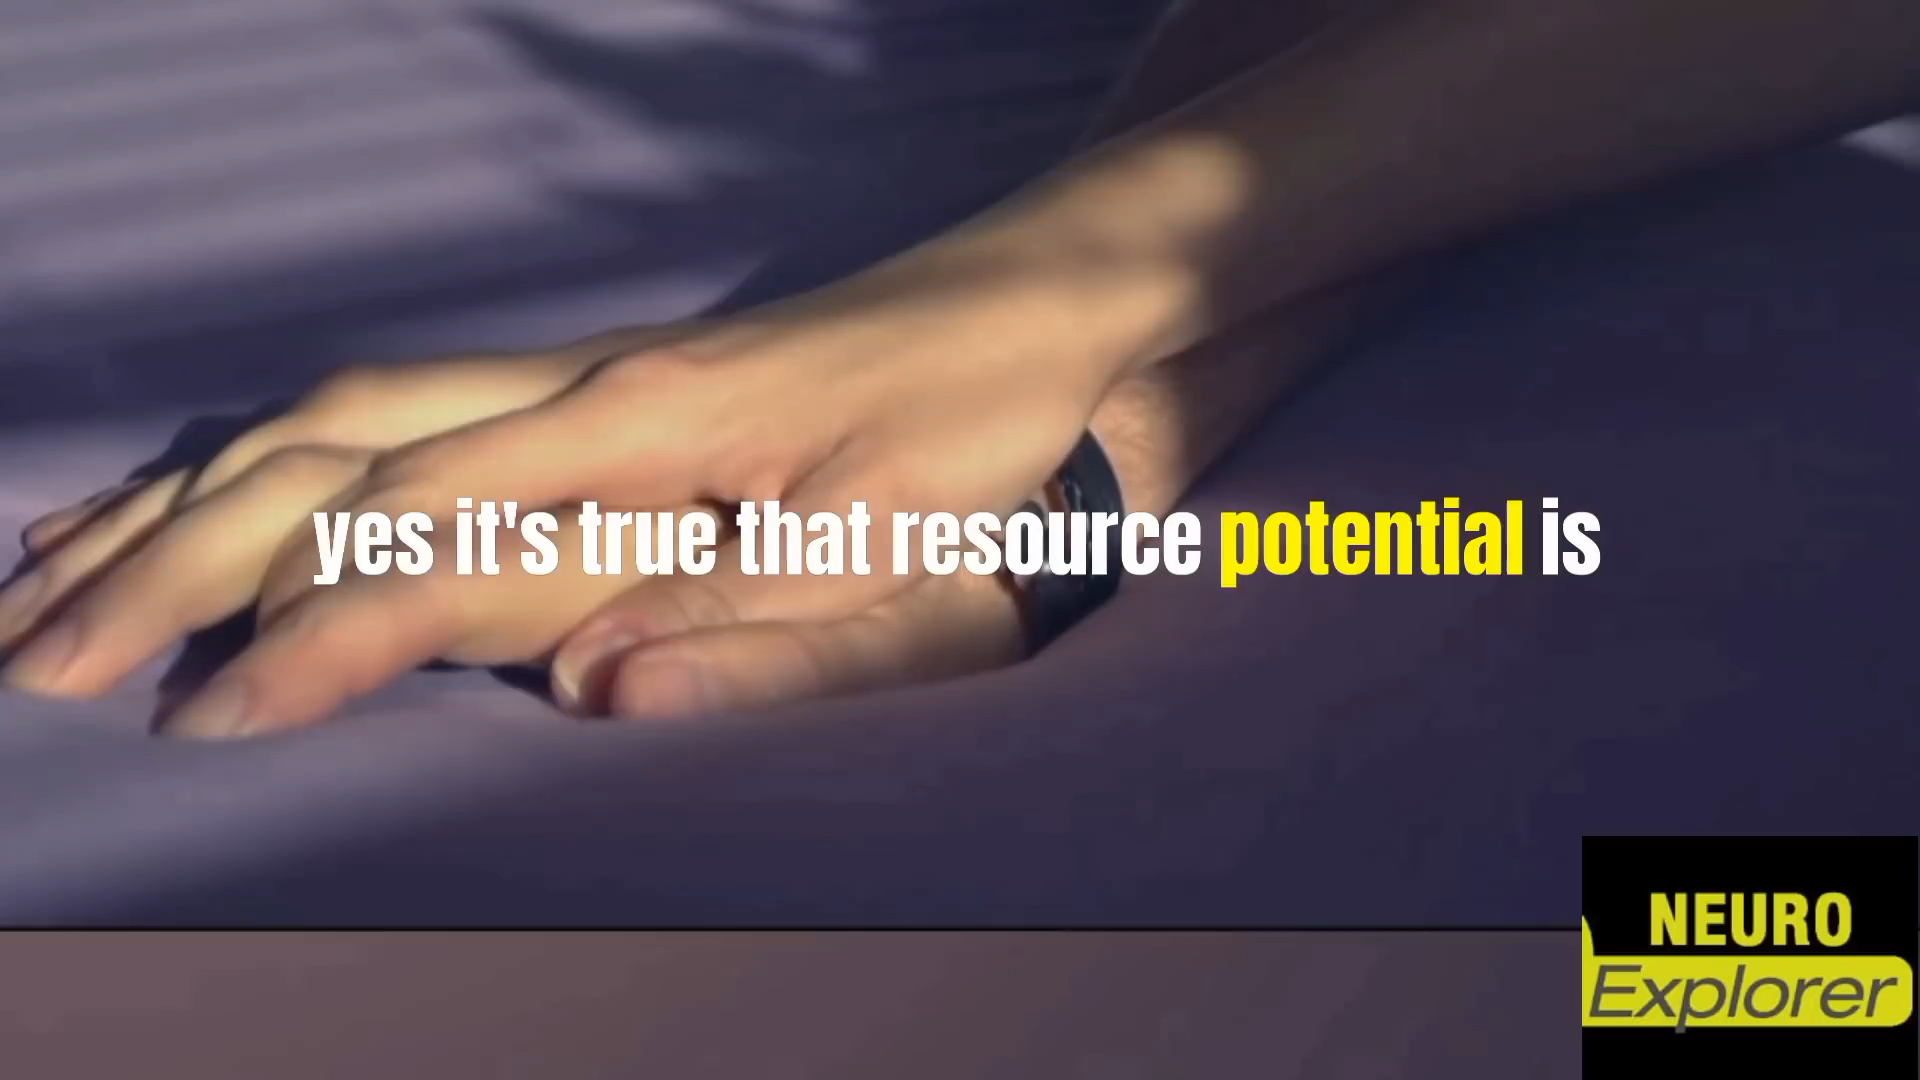 yes it's true that resource potential is
NEURO
Explorer